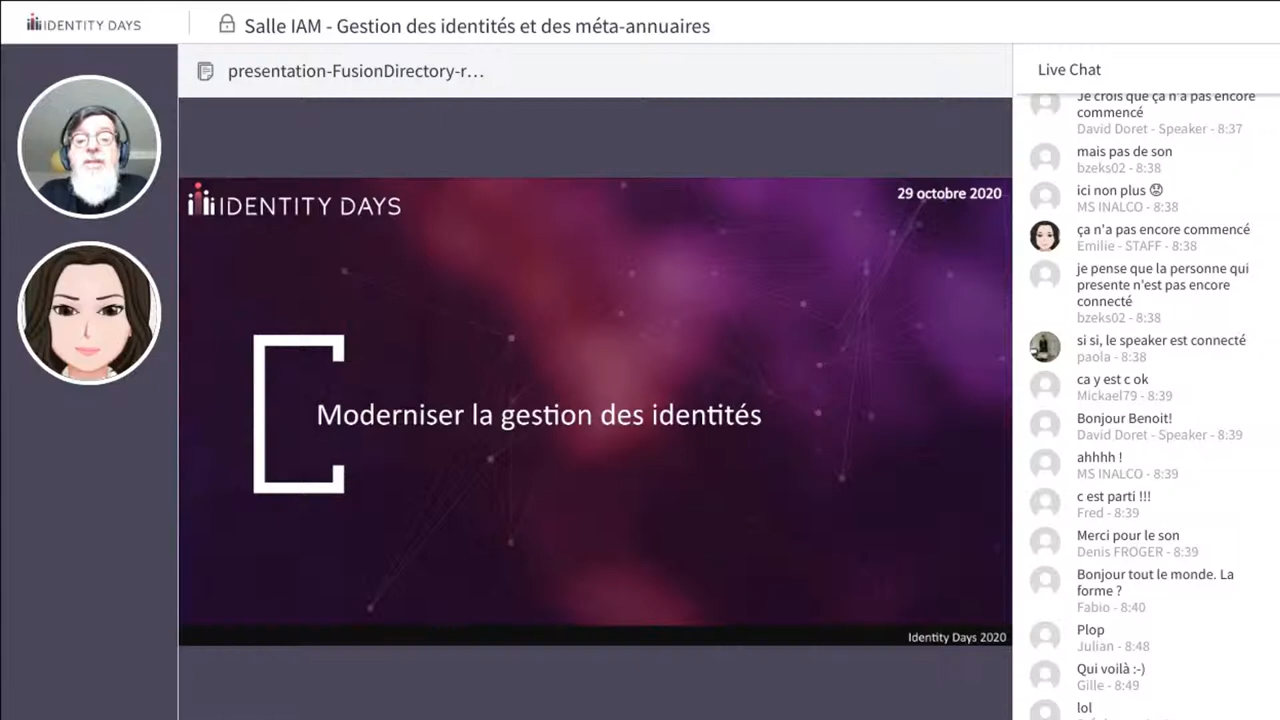 IDENTITY DAYS
Salle IAM - Gestion des identités et des méta-annuaires
presentation-FusionDirectory-r...
IDENTITY DAYS
29 octobre 2020
Moderniser la gestion des identités
Identity Days 2020
Live Chat
Je crois que ça n'a pas encore
commencé
David Doret - Speaker - 8:37
mais pas de son
bzeks02 - 8:38
ici non plus 😟
MS INALCO - 8:38
ça n'a pas encore commencé
Emilie - STAFF - 8:38
je pense que la personne qui
presente n'est pas encore
connecté
bzeks02 - 8:38
si si, le speaker est connecté
paola - 8:38
ca y est c ok
Mickael79 - 8:39
Bonjour Benoit!
David Doret - Speaker - 8:39
ahhhh !
MS INALCO - 8:39
c est parti !!!
Fred - 8:39
Merci pour le son
Denis FROGER - 8:39
Bonjour tout le monde. La
forme ?
Fabio - 8:40
Plop
Julian - 8:48
Qui voilà :-)
Gille - 8:49
lol